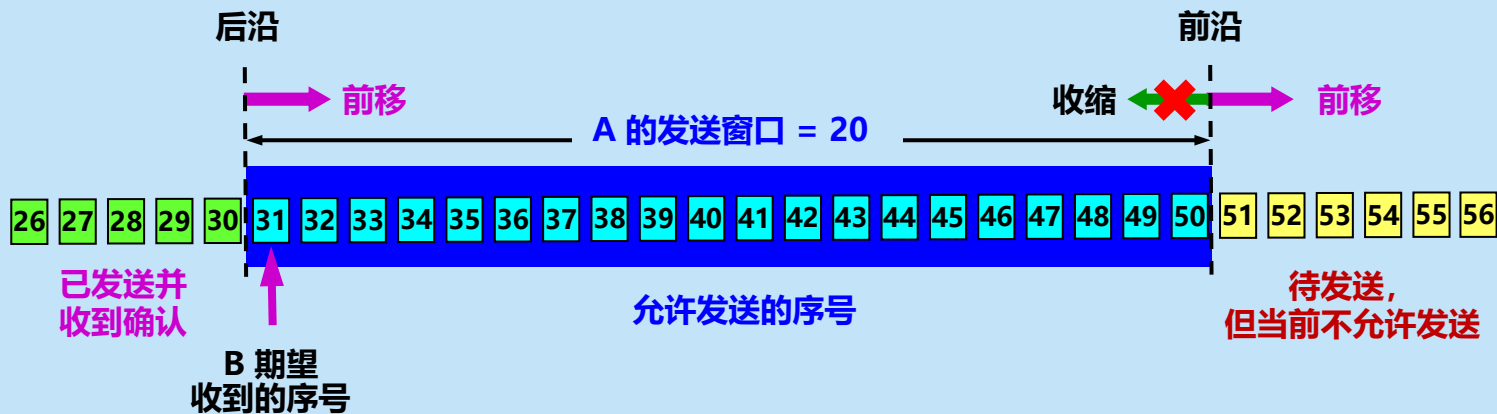 后沿
前沿
前移
收缩
前移
A 的发送窗口 = 20
26 27 28 29 30 31 32 33 34 35 36 37 38 39 40 41 42 43 44 45 46 47 48 49 50 51 52 53 54 55 56
已发送并
收到确认
允许发送的序号
待发送，
但当前不允许发送
B 期望
收到的序号